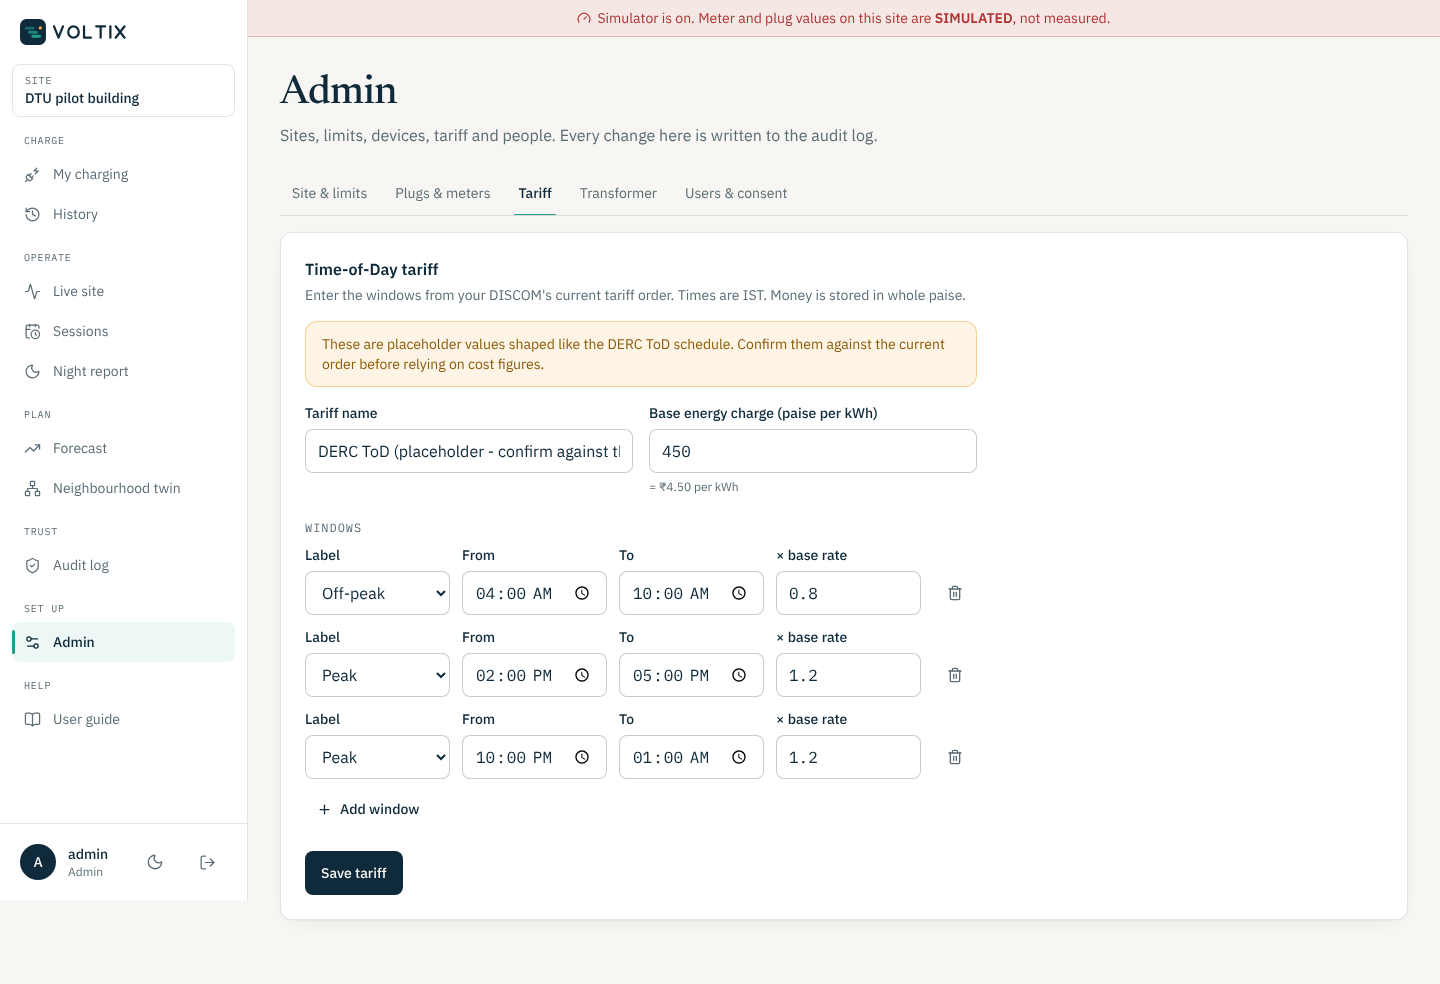 VOLTIX
SITE
DTU pilot building
CHARGE
My charging
History
OPERATE
Live site
Sessions
Night report
PLAN
Forecast
Neighbourhood twin
TRUST
Audit log
SET UP
Admin
HELP
User guide
A
admin
Admin
Simulator is on. Meter and plug values on this site are SIMULATED, not measured.
Admin
Sites, limits, devices, tariff and people. Every change here is written to the audit log.
Site & limits Plugs & meters Tariff Transformer Users & consent
Time-of-Day tariff
Enter the windows from your DISCOM's current tariff order. Times are IST. Money is stored in whole paise.
These are placeholder values shaped like the DERC ToD schedule. Confirm them against the current
order before relying on cost figures.
Tariff name Base energy charge (paise per kWh)
DERC ToD (placeholder - confirm against 450
= ₹4.50 per kWh
WINDOWS
Label From To × base rate
Off-peak 04:00 AM 10:00 AM 0.8
Label From To × base rate
Peak 02:00 PM 05:00 PM 1.2
Label From To × base rate
Peak 10:00 PM 01:00 AM 1.2
+ Add window
Save tariff